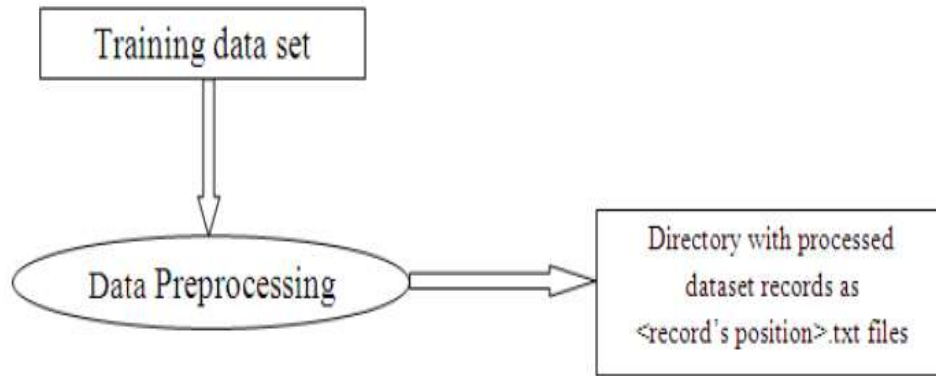 Training data set
Data Preprocessing
Directory with processed
dataset records as
<record's position>.txt files